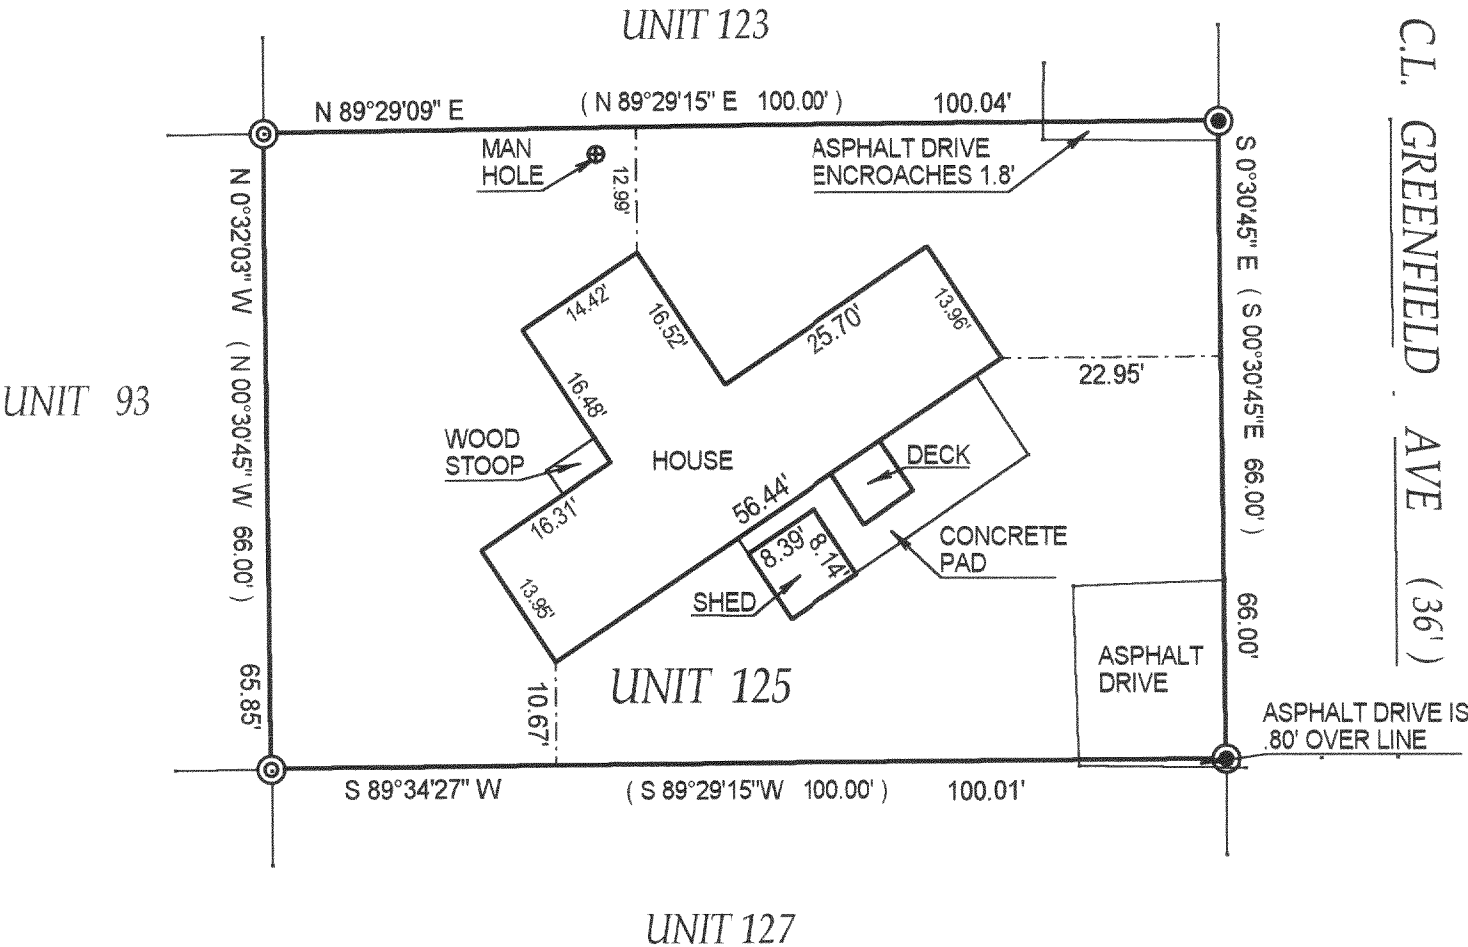 UNIT 123
C.L. GREENFIELD AVE (36')
N 89°29'09" E
( N 89°29'15" E 100.00' )
100.04'
MAN
HOLE
12.99'
ASPHALT DRIVE
ENCROACHES 1.8'
S 0°30'45" E ( S 00°30'45"E 66.00' )
66.00'
N 0°32'03" W ( N 00°30'45" W 66.00' )
65.85'
14.42'
16.52'
25.70'
13.96'
22.95'
UNIT 93
16.48'
WOOD
STOOP
HOUSE
DECK
56.44'
16.31'
8.39'
8.14'
CONCRETE
PAD
13.95'
SHED
10.67'
UNIT 125
ASPHALT
DRIVE
ASPHALT DRIVE IS
.80' OVER LINE
S 89°34'27" W
( S 89°29'15"W 100.00' )
100.01'
UNIT 127